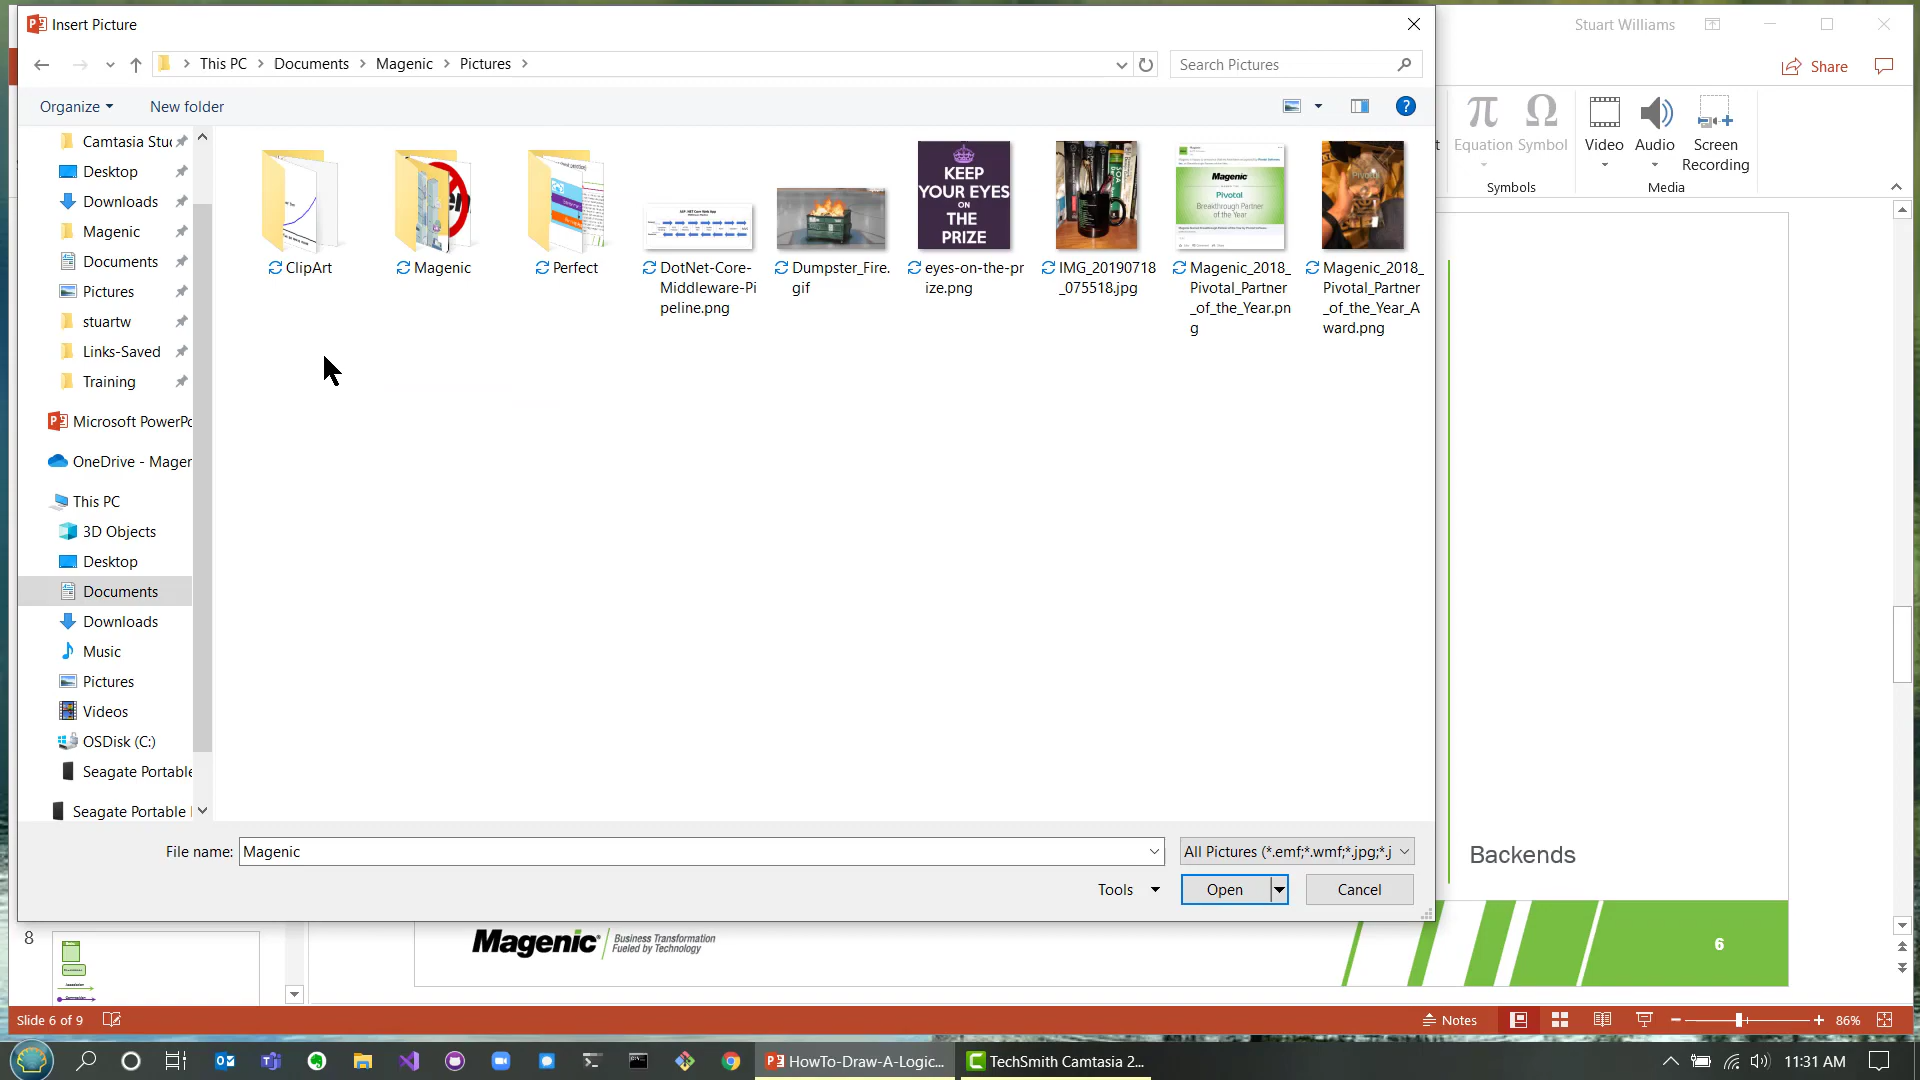 Insert Picture
Stuart Williams
This PC
Documents
Magenic
Pictures
Search Pictures
Share
Organize
New folder
Camtasia Stu
Desktop
Downloads
Magenic
Documents
Pictures
stuartw
Links-Saved
Training
Microsoft PowerPo
OneDrive - Mager
This PC
3D Objects
Desktop
Documents
Downloads
Music
Pictures
Videos
OSDisk (C:)
Seagate Portable
Seagate Portable
ClipArt
Magenic
Perfect
DotNet-Core-
Middleware-Pi
peline.png
Dumpster_Fire.
gif
KEEP
YOUR EYES
ON
THE
PRIZE
eyes-on-the-pr
ize.png
IMG_20190718
_075518.jpg
Magenic
Pivotal
Breakthrough Partner
of the Year
Magenic_2018_
Pivotal_Partner
_of_the_Year.pn
g
Magenic_2018_
Pivotal_Partner
_of_the_Year_A
ward.png
Equation
Symbol
Symbols
Video
Audio
Screen
Recording
Media
File name:
Magenic
All Pictures (*.emf;*.wmf;*.jpg;*.j
Tools
Open
Cancel
Backends
8
Magenic
Business Transformation
Fueled by Technology
6
Slide 6 of 9
Notes
86%
HowTo-Draw-A-Logic...
TechSmith Camtasia 2...
11:31 AM